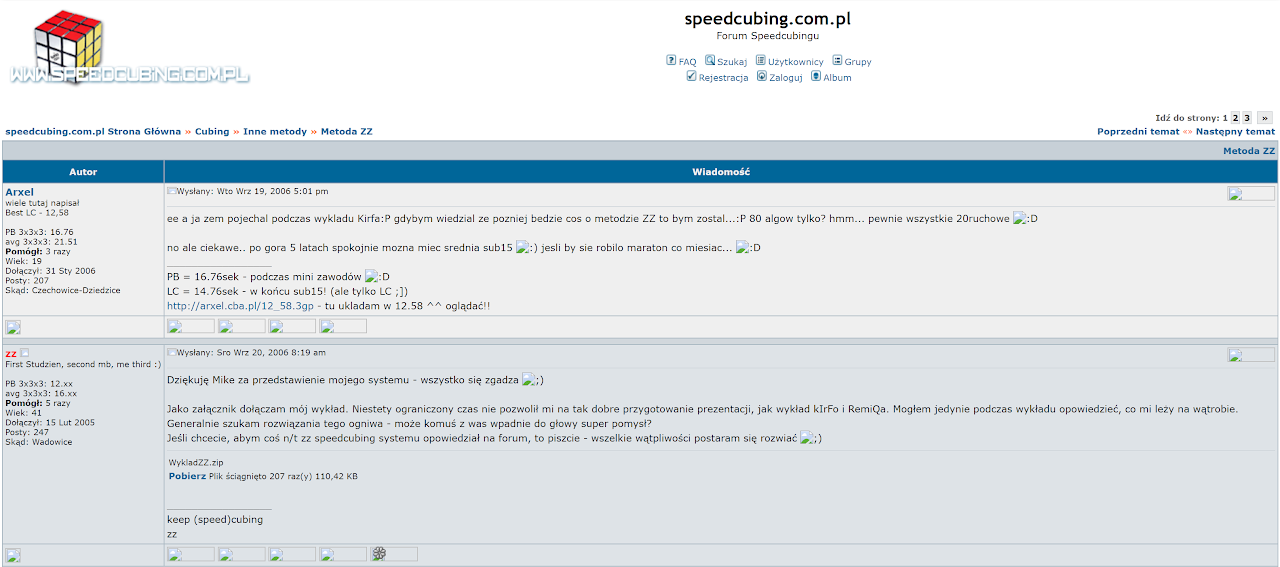 WWW.SPEEDCUBING.COM.PL
speedcubing.com.pl
Forum Speedcubingu
FAQ Szukaj Użytkownicy Grupy
Rejestracja Zaloguj Album
Idź do strony: 1 2 3 »
speedcubing.com.pl Strona Główna » Cubing » Inne metody » Metoda ZZ
Poprzedni temat «» Następny temat
Metoda ZZ
Autor
Wiadomość
Arxel
wiele tutaj napisał
Best LC - 12,58
PB 3x3x3: 16.76
avg 3x3x3: 21.51
Pomógł: 3 razy
Wiek: 19
Dołączył: 31 Sty 2006
Posty: 207
Skąd: Czechowice-Dziedzice
Wysłany: Wto Wrz 19, 2006 5:01 pm
ee a ja zem pojechal podczas wykladu Kirfa:P gdybym wiedzial ze pozniej bedzie cos o metodzie ZZ to bym zostal...:P 80 algow tylko? hmm... pewnie wszystkie 20ruchowe :D
no ale ciekawe.. po gora 5 latach spokojnie mozna miec srednia sub15 :) jesli by sie robilo maraton co miesiac... :D
PB = 16.76sek - podczas mini zawodów :D
LC = 14.76sek - w końcu sub15! (ale tylko LC ;])
http://arxel.cba.pl/12_58.3gp - tu ukladam w 12.58 ^^ oglądać!!
zz
First Studzien, second mb, me third :)
PB 3x3x3: 12.xx
avg 3x3x3: 16.xx
Pomógł: 5 razy
Wiek: 41
Dołączył: 15 Lut 2005
Posty: 247
Skąd: Wadowice
Wysłany: Sro Wrz 20, 2006 8:19 am
Dziękuję Mike za przedstawienie mojego systemu - wszystko się zgadza ;)
Jako załącznik dołączam mój wykład. Niestety ograniczony czas nie pozwolił mi na tak dobre przygotowanie prezentacji, jak wykład kIrFo i RemiQa. Mogłem jedynie podczas wykładu opowiedzieć, co mi leży na wątrobie.
Generalnie szukam rozwiązania tego ogniwa - może komuś z was wpadnie do głowy super pomysł?
Jeśli chcecie, abym coś n/t zz speedcubing systemu opowiedział na forum, to piszcie - wszelkie wątpliwości postaram się rozwiać ;)
WykladZZ.zip
Pobierz Plik ściągnięto 207 raz(y) 110,42 KB
keep (speed)cubing
zz